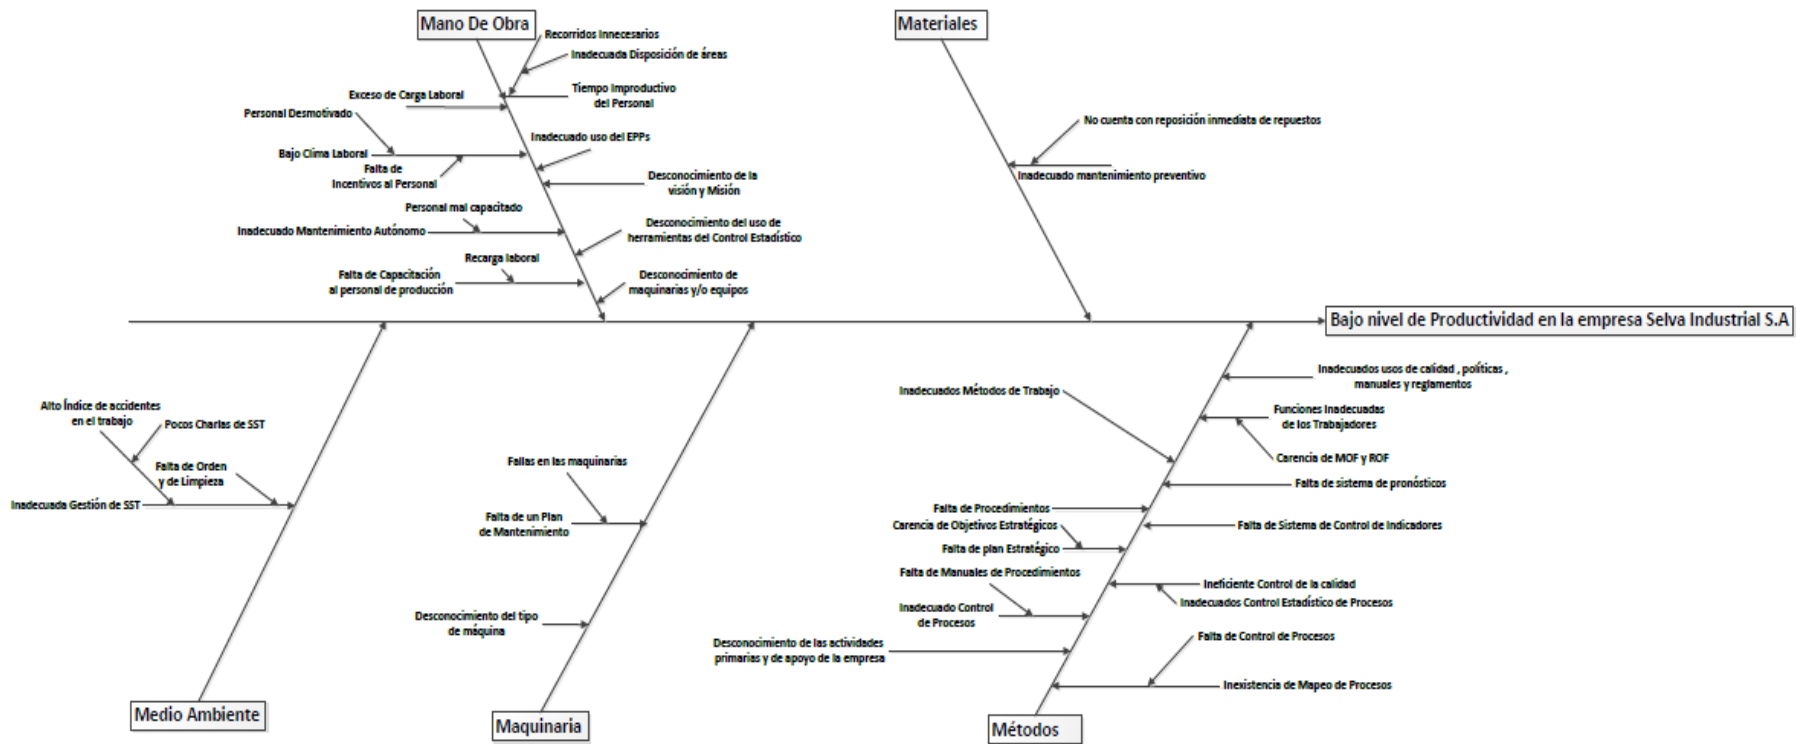 Mano De Obra
Materiales
Recorridos Innecesarios
Inadecuada Disposición de áreas
Exceso de Carga Laboral
Tiempo Improductivo
del Personal
Personal Desmotivado
Inadecuado uso del EPPs
Bajo Clima Laboral
Falta de
Incentivos al Personal
Desconocimiento de la
visión y Misión
Personal mal capacitado
Inadecuado Mantenimiento Autónomo
Desconocimiento del uso de
herramientas del Control Estadístico
Recarga laboral
Falta de Capacitación
al personal de producción
Desconocimiento de
maquinarias y/o equipos
No cuenta con reposición inmediata de repuestos
Inadecuado mantenimiento preventivo
Bajo nivel de Productividad en la empresa Selva Industrial S.A
Alto Índice de accidentes
en el trabajo
Pocos Charlas de SST
Falta de Orden
y de Limpieza
Inadecuada Gestión de SST
Fallas en las maquinarias
Falta de un Plan
de Mantenimiento
Desconocimiento del tipo
de máquina
Inadecuados Métodos de Trabajo
Inadecuados usos de calidad , políticas ,
manuales y reglamentos
Funciones Inadecuadas
de los Trabajadores
Carencia de MOF y ROF
Falta de sistema de pronósticos
Falta de Procedimientos
Carencia de Objetivos Estratégicos
Falta de Sistema de Control de Indicadores
Falta de plan Estratégico
Falta de Manuales de Procedimientos
Ineficiente Control de la calidad
Inadecuados Control Estadístico de Procesos
Inadecuado Control
de Procesos
Desconocimiento de las actividades
primarias y de apoyo de la empresa
Falta de Control de Procesos
Inexistencia de Mapeo de Procesos
Medio Ambiente
Maquinaria
Métodos